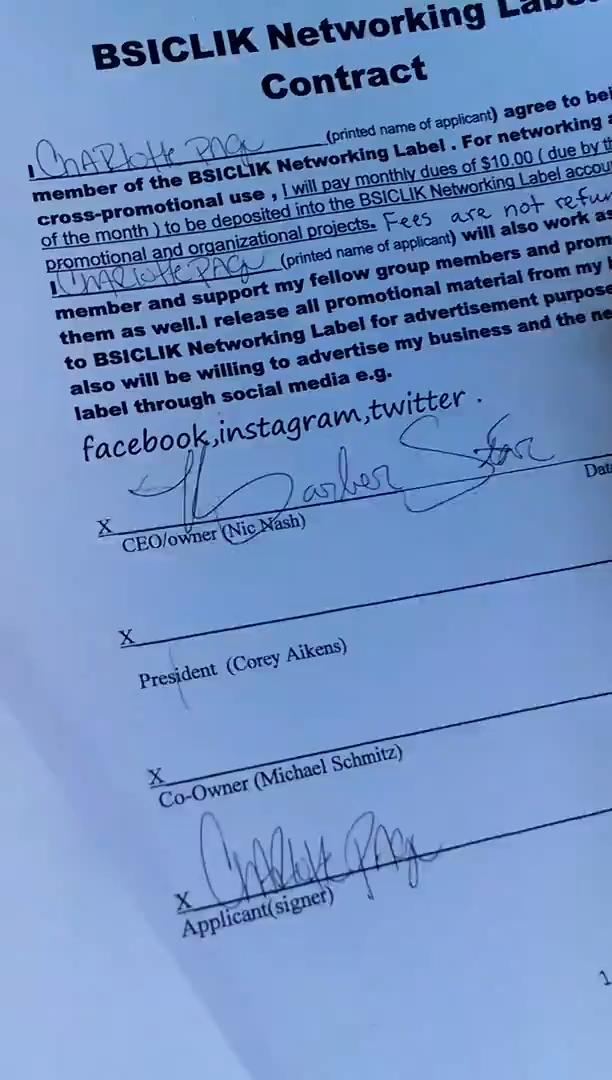 BSICLIK Networking Label
Contract
I Charlotte Page (printed name of applicant) agree to bei
member of the BSICLIK Networking Label . For networking a
cross-promotional use , I will pay monthly dues of $10.00 ( due by th
of the month ) to be deposited into the BSICLIK Networking Label accou
promotional and organizational projects. Fees are not refun
I Charlotte Page (printed name of applicant) will also work as
member and support my fellow group members and prom
them as well.I release all promotional material from my b
to BSICLIK Networking Label for advertisement purpose
also will be willing to advertise my business and the ne
label through social media e.g.
facebook,instagram,twitter .
X Star Dat
CEO/owner (Nic Nash)
X
President (Corey Aikens)
X
Co-Owner (Michael Schmitz)
X Charlotte Page
Applicant(signer)
1